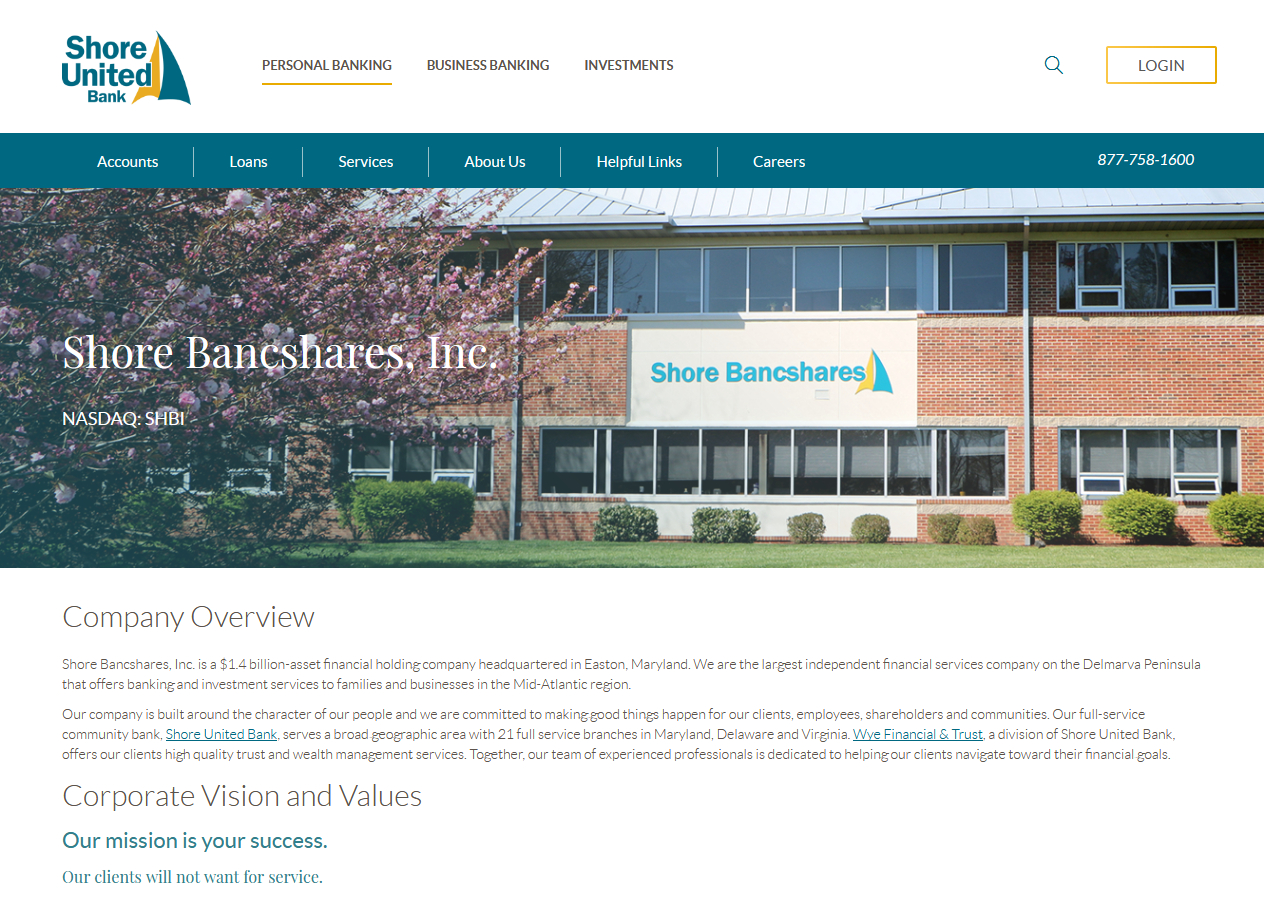 Shore
United
Bank
PERSONAL BANKING
BUSINESS BANKING
INVESTMENTS
LOGIN
Accounts
Loans
Services
About Us
Helpful Links
Careers
877-758-1600
Shore Bancshares, Inc.
NASDAQ: SHBI
Shore Bancshares
Company Overview
Shore Bancshares, Inc. is a $1.4 billion-asset financial holding company headquartered in Easton, Maryland. We are the largest independent financial services company on the Delmarva Peninsula
that offers banking and investment services to families and businesses in the Mid-Atlantic region.
Our company is built around the character of our people and we are committed to making good things happen for our clients, employees, shareholders and communities. Our full-service
community bank, Shore United Bank, serves a broad geographic area with 21 full service branches in Maryland, Delaware and Virginia. Wye Financial & Trust, a division of Shore United Bank,
offers our clients high quality trust and wealth management services. Together, our team of experienced professionals is dedicated to helping our clients navigate toward their financial goals.
Corporate Vision and Values
Our mission is your success.
Our clients will not want for service.